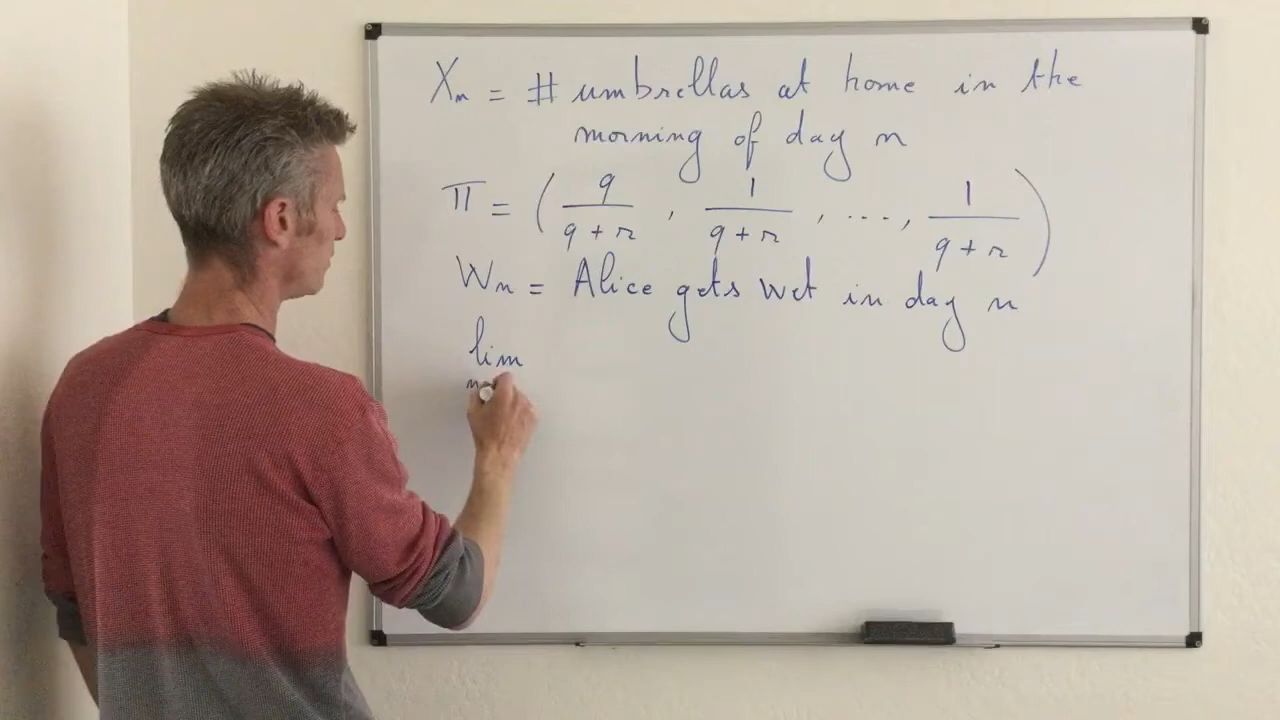 Xₙ = # umbrellas at home in the
morning of day n
π = ( q/(q + r) , 1/(q + r) , ...., 1/(q + r) )
Wₙ = Alice gets wet in day n
lim
n